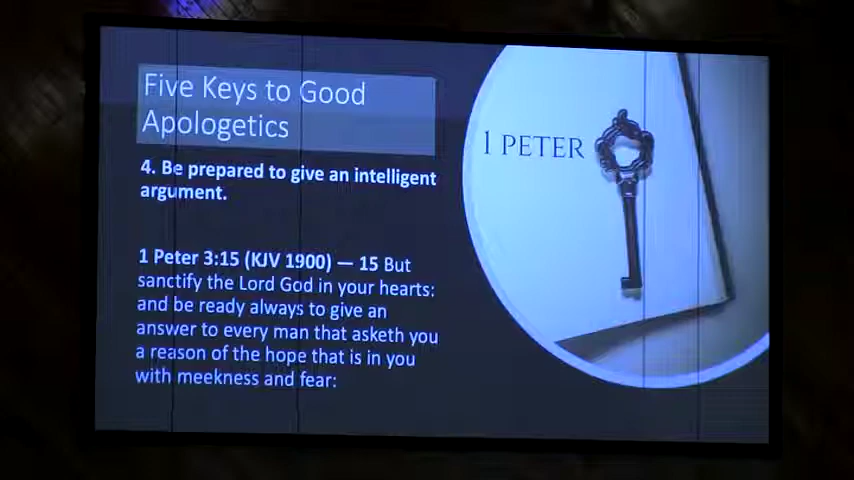 Five Keys to Good
Apologetics
4. Be prepared to give an intelligent
argument.
1 Peter 3:15 (KJV 1900) — 15 But
sanctify the Lord God in your hearts:
and be ready always to give an
answer to every man that asketh you
a reason of the hope that is in you
with meekness and fear:
1 PETER